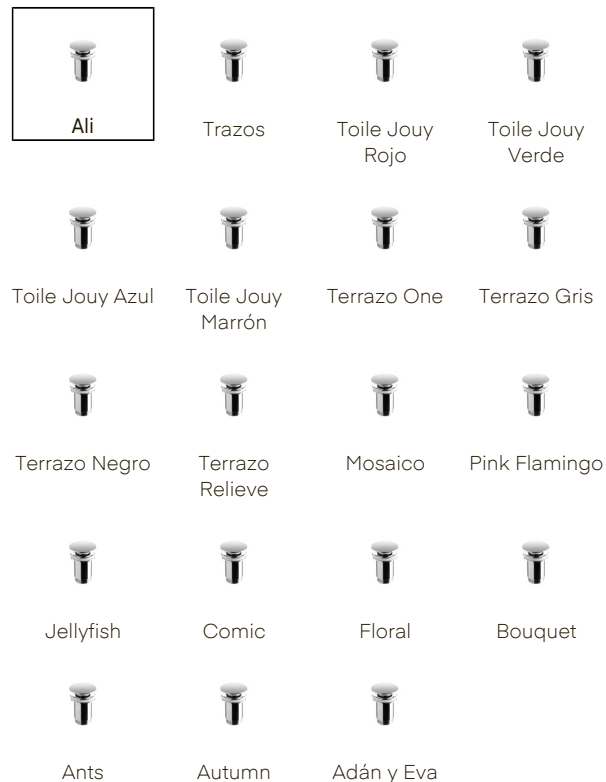 Ali
Trazos
Toile Jouy
Rojo
Toile Jouy
Verde
Toile Jouy Azul
Toile Jouy
Marrón
Terrazo One
Terrazo Gris
Terrazo Negro
Terrazo
Relieve
Mosaico
Pink Flamingo
Jellyfish
Comic
Floral
Bouquet
Ants
Autumn
Adán y Eva